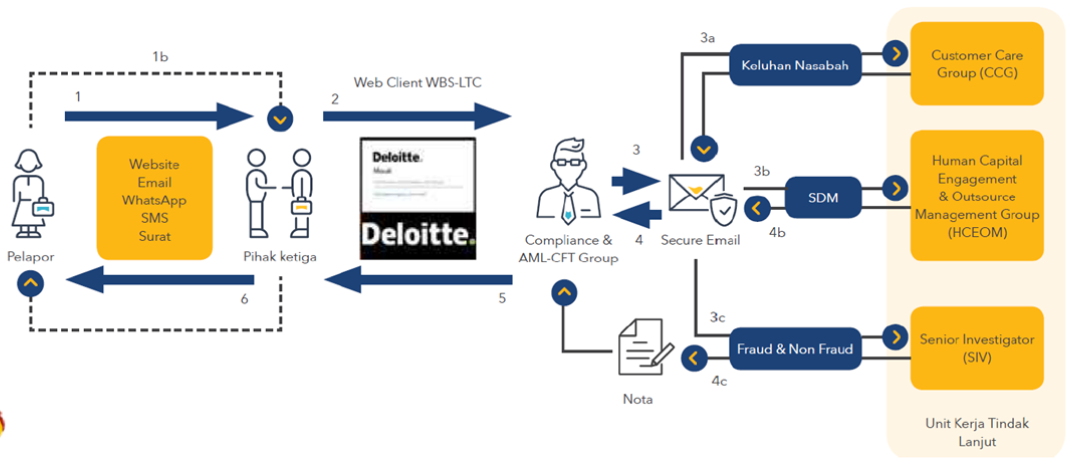 1b
1
Website
Email
WhatsApp
SMS
Surat
Pelapor
Pihak ketiga
6
2
Web Client WBS-LTC
Deloitte.
Deloitte.
5
Compliance &
AML-CFT Group
3
4
Secure Email
3a
Keluhan Nasabah
Customer Care
Group (CCG)
3b
SDM
4b
Human Capital
Engagement
& Outsource
Management Group
(HCEOM)
3c
Fraud & Non Fraud
4c
Nota
Senior Investigator
(SIV)
Unit Kerja Tindak
Lanjut